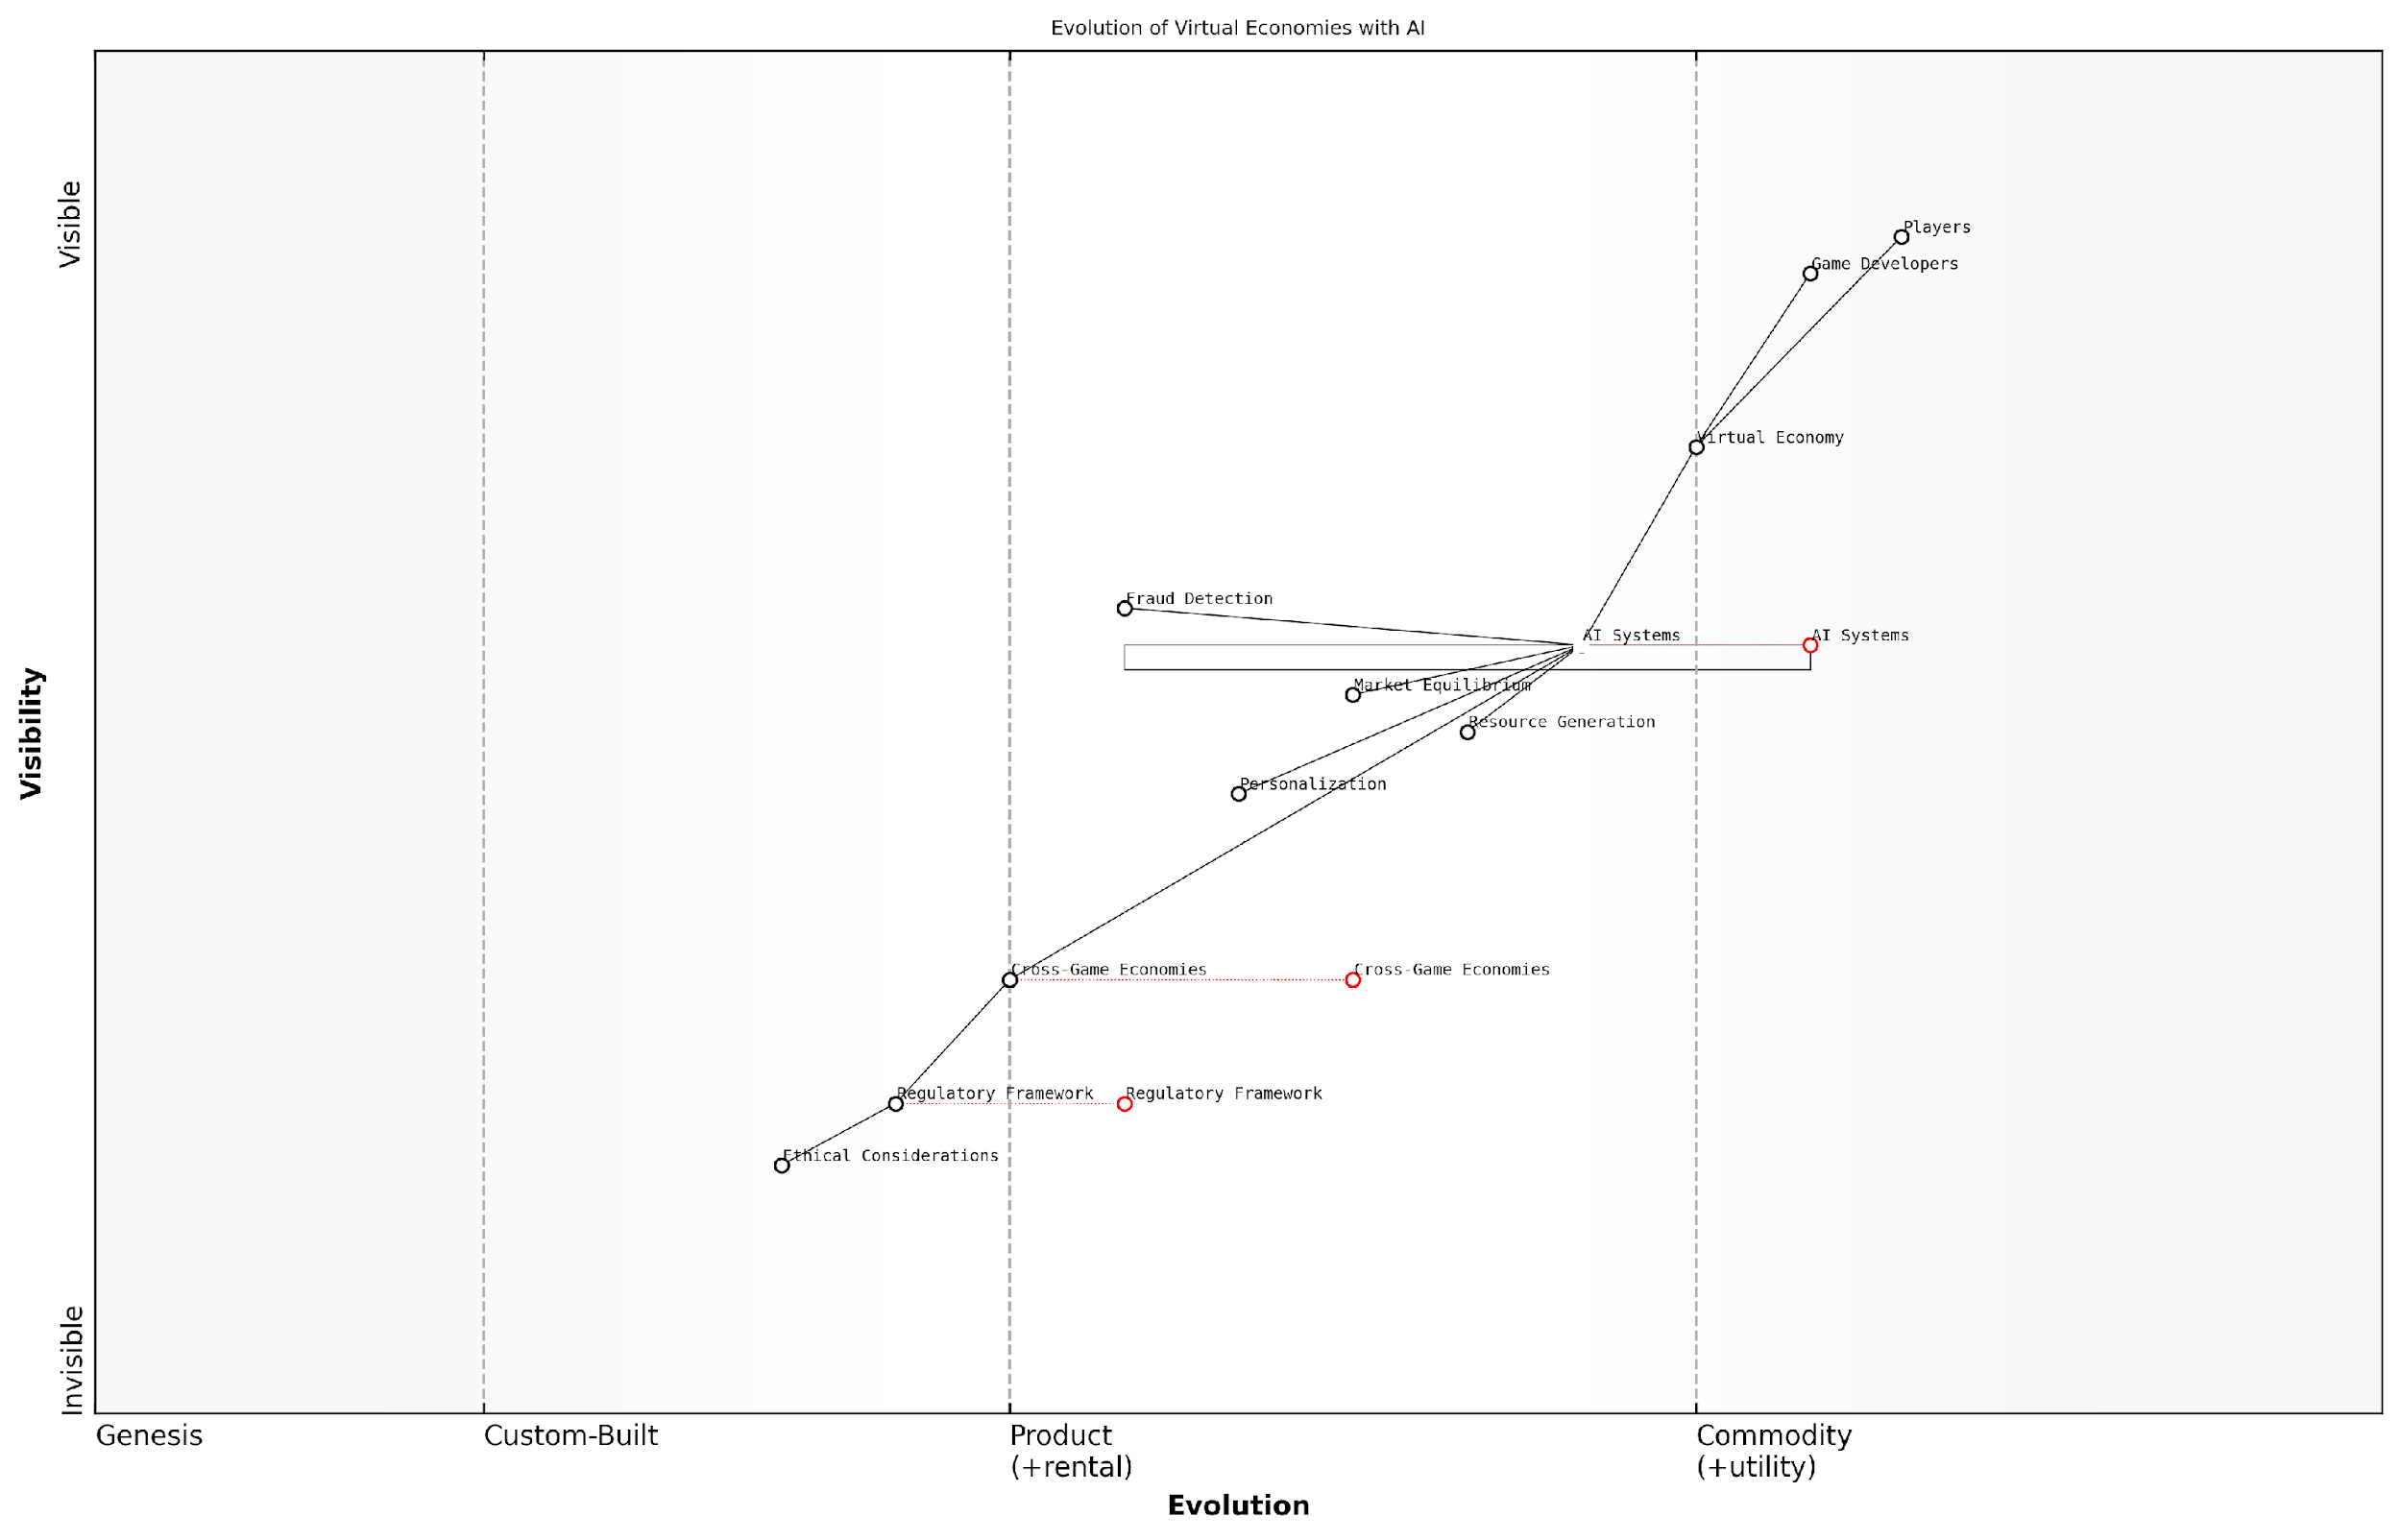 Evolution of Virtual Economies with AI
Visible
Players
Game Developers
Virtual Economy
Fraud Detection
AI Systems
AI Systems
Market Equilibrium
Resource Generation
Personalization
Visibility
Cross-Game Economies
Cross-Game Economies
Regulatory Framework
Regulatory Framework
Ethical Considerations
Invisible
Genesis
Custom-Built
Product
(+rental)
Commodity
(+utility)
Evolution